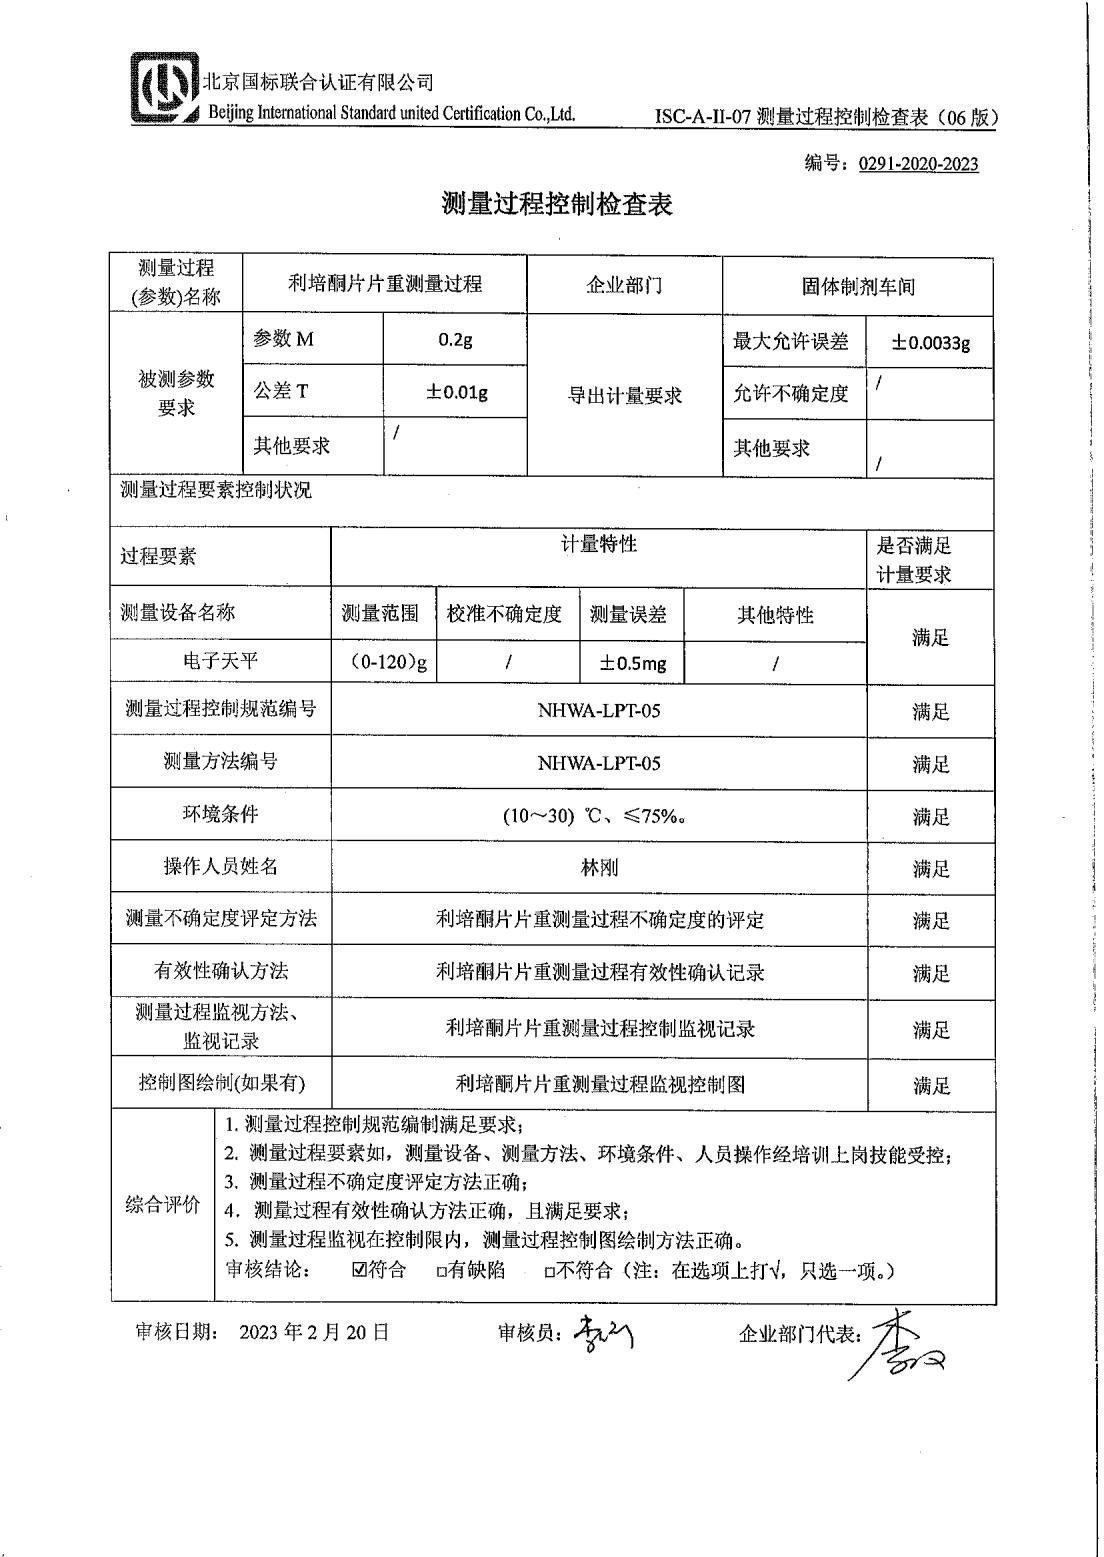 北京国标联合认证有限公司
Beijing International Standard united Certification Co.,Ltd.
ISC-A-II-07 测量过程控制检查表（06 版）
编号：0291-2020-2023
测量过程控制检查表
测量过程
(参数)名称
利培酮片片重测量过程
企业部门
固体制剂车间
被测参数
要求
参数 M
0.2g
导出计量要求
最大允许误差
±0.0033g
公差 T
±0.01g
允许不确定度
/
其他要求
/
其他要求
/
测量过程要素控制状况
过程要素
计量特性
是否满足
计量要求
测量设备名称
测量范围
校准不确定度
测量误差
其他特性
满足
电子天平
（0-120）g
/
±0.5mg
/
测量过程控制规范编号
NHWA-LPT-05
满足
测量方法编号
NHWA-LPT-05
满足
环境条件
(10～30) ℃、≤75%。
满足
操作人员姓名
林刚
满足
测量不确定度评定方法
利培酮片片重测量过程不确定度的评定
满足
有效性确认方法
利培酮片片重测量过程有效性确认记录
满足
测量过程监视方法、
监视记录
利培酮片片重测量过程控制监视记录
满足
控制图绘制(如果有)
利培酮片片重测量过程监视控制图
满足
综合评价
1. 测量过程控制规范编制满足要求；
2. 测量过程要素如，测量设备、测量方法、环境条件、人员操作经培训上岗技能受控；
3. 测量过程不确定度评定方法正确；
4. 测量过程有效性确认方法正确，且满足要求；
5. 测量过程监视在控制限内，测量过程控制图绘制方法正确。
审核结论： ☑符合 □有缺陷 □不符合（注：在选项上打√，只选一项。）
审核日期： 2023 年 2 月 20 日
审核员：
企业部门代表：